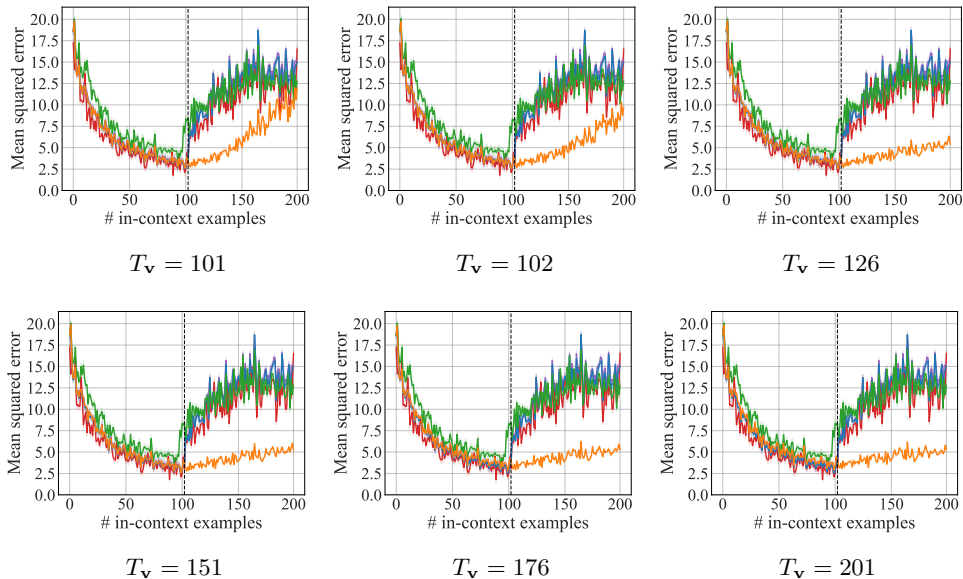 20.0 20.0 20.0
17.5 17.5 17.5
15.0 15.0 15.0
12.5 12.5 12.5
10.0 10.0 10.0
7.5 7.5 7.5
5.0 5.0 5.0
2.5 2.5 2.5
0.0 0.0 0.0
Mean squared error Mean squared error Mean squared error
0 50 100 150 200 0 50 100 150 200 0 50 100 150 200
# in-context examples # in-context examples # in-context examples
T_v = 101 T_v = 102 T_v = 126
20.0 20.0 20.0
17.5 17.5 17.5
15.0 15.0 15.0
12.5 12.5 12.5
10.0 10.0 10.0
7.5 7.5 7.5
5.0 5.0 5.0
2.5 2.5 2.5
0.0 0.0 0.0
Mean squared error Mean squared error Mean squared error
0 50 100 150 200 0 50 100 150 200 0 50 100 150 200
# in-context examples # in-context examples # in-context examples
T_v = 151 T_v = 176 T_v = 201